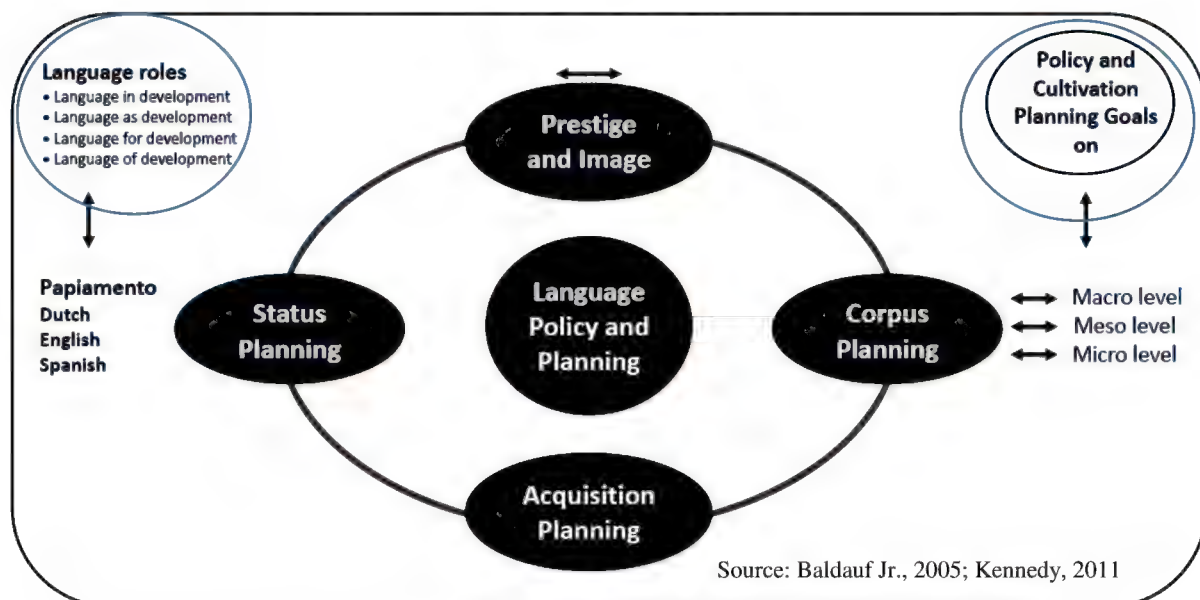 Language roles
• Language in development
• Language as development
• Language for development
• Language of development
Papiamento
Dutch
English
Spanish
Prestige
and Image
Status
Planning
Language
Policy and
Planning
Corpus
Planning
Acquisition
Planning
Policy and
Cultivation
Planning Goals
on
Macro level
Meso level
Micro level
Source: Baldauf Jr., 2005; Kennedy, 2011